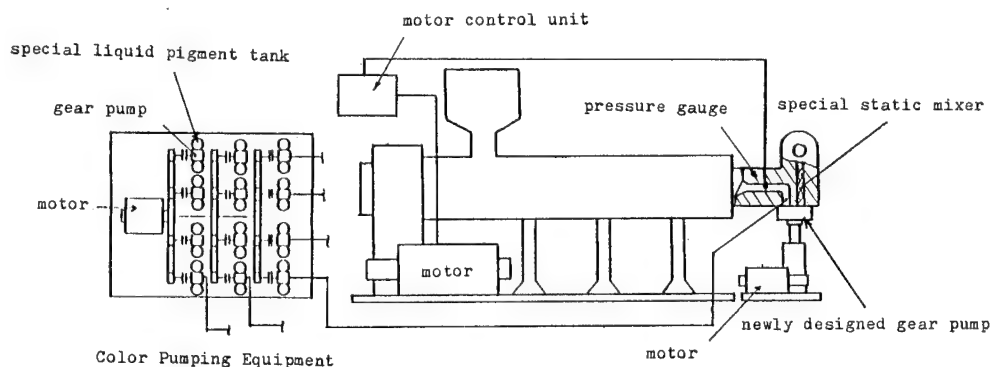 motor control unit
special liquid pigment tank
gear pump
pressure gauge
special static mixer
motor
motor
newly designed gear pump
motor
Color Pumping Equipment